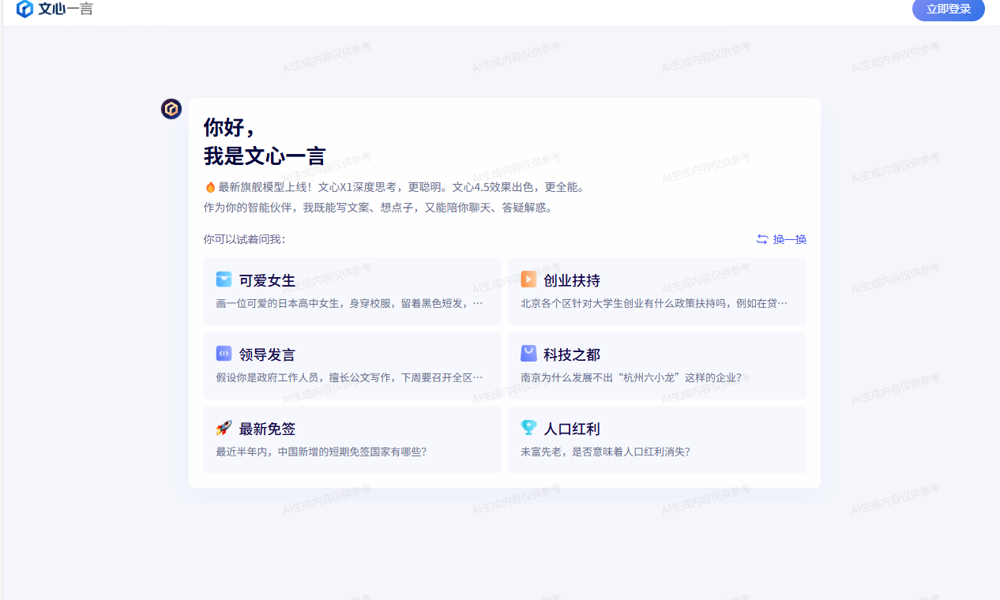 文心一言
立即登录
你好，
我是文心一言
🔥最新旗舰模型上线！文心X1深度思考，更聪明。文心4.5效果出色，更全能。
作为你的智能伙伴，我既能写文案、想点子，又能陪你聊天、答疑解惑。
你可以试着问我：
换一换
可爱女生
画一位可爱的日本高中女生，身穿校服，留着黑色短发，…
创业扶持
北京各个区针对大学生创业有什么政策扶持吗，例如在贷…
领导发言
假设你是政府工作人员，擅长公文写作，下周要召开全区…
科技之都
南京为什么发展不出“杭州六小龙”这样的企业？
最新免签
最近半年内，中国新增的短期免签国家有哪些？
人口红利
未富先老，是否意味着人口红利消失？
AI生成内容仅供参考